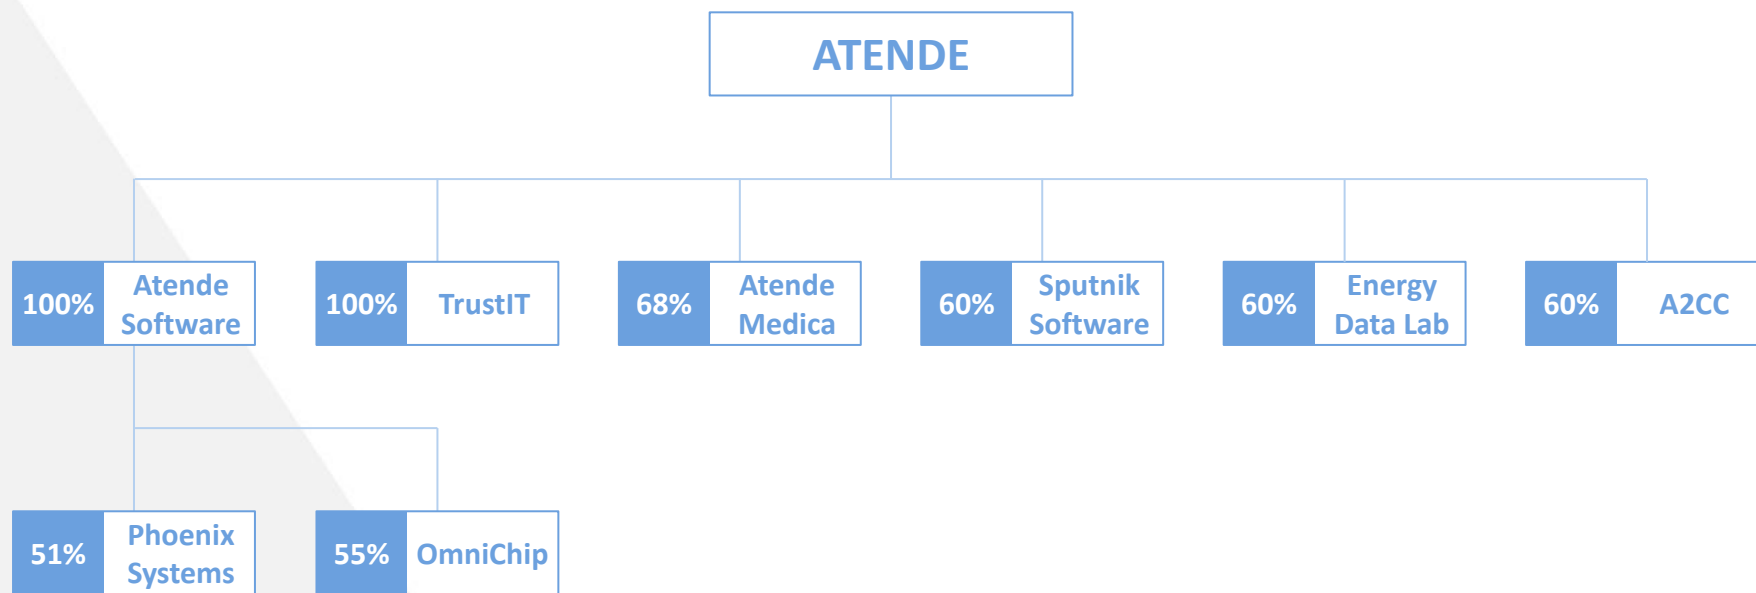 ATENDE
100%
Atende
Software
100%
TrustIT
68%
Atende
Medica
60%
Sputnik
Software
60%
Energy
Data Lab
60%
A2CC
51%
Phoenix
Systems
55%
OmniChip